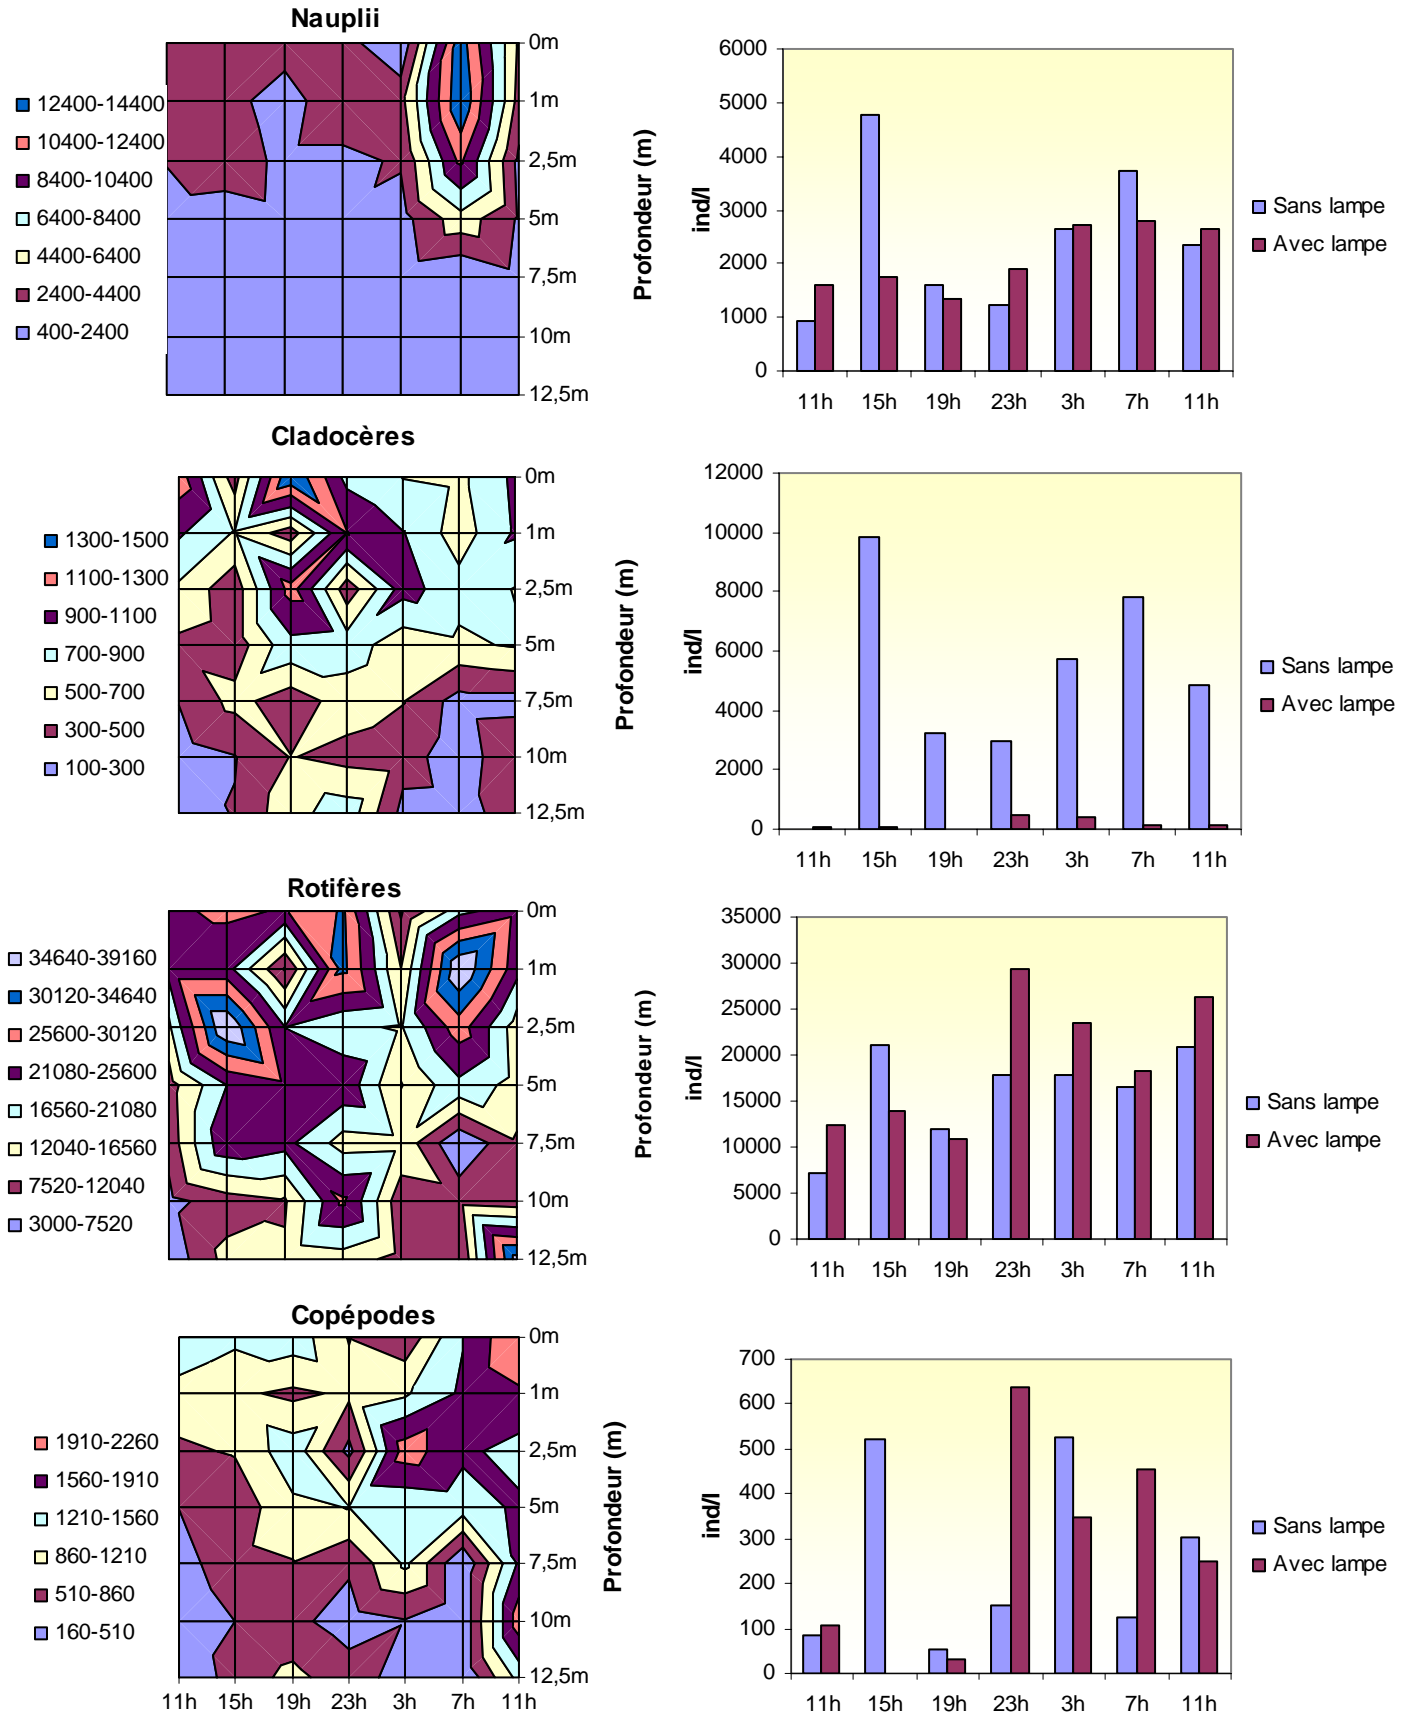 Nauplii
12400-14400
10400-12400
8400-10400
6400-8400
4400-6400
2400-4400
400-2400
0m
1m
2,5m
5m
7,5m
10m
12,5m
Profondeur (m)
ind/l
6000
5000
4000
3000
2000
1000
0
11h 15h 19h 23h 3h 7h 11h
Sans lampe
Avec lampe
Cladocères
1300-1500
1100-1300
900-1100
700-900
500-700
300-500
100-300
0m
1m
2,5m
5m
7,5m
10m
12,5m
Profondeur (m)
ind/l
12000
10000
8000
6000
4000
2000
0
11h 15h 19h 23h 3h 7h 11h
Sans lampe
Avec lampe
Rotifères
34640-39160
30120-34640
25600-30120
21080-25600
16560-21080
12040-16560
7520-12040
3000-7520
0m
1m
2,5m
5m
7,5m
10m
12,5m
Profondeur (m)
ind/l
35000
30000
25000
20000
15000
10000
5000
0
11h 15h 19h 23h 3h 7h 11h
Sans lampe
Avec lampe
Copépodes
1910-2260
1560-1910
1210-1560
860-1210
510-860
160-510
0m
1m
2,5m
5m
7,5m
10m
12,5m
11h 15h 19h 23h 3h 7h 11h
Profondeur (m)
ind/l
700
600
500
400
300
200
100
0
11h 15h 19h 23h 3h 7h 11h
Sans lampe
Avec lampe